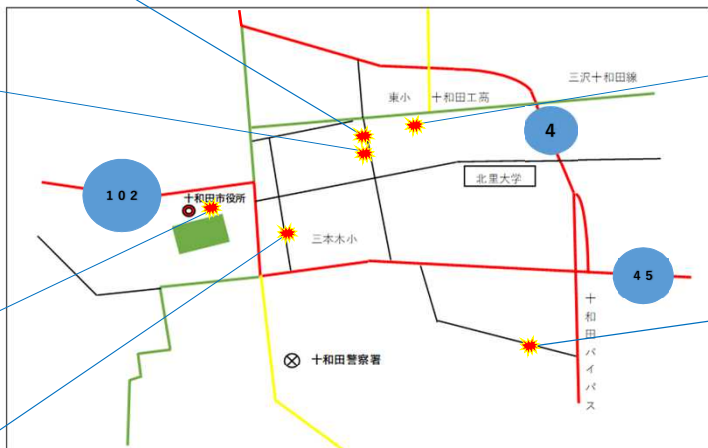 三沢十和田線
東小
十和田工高
4
北里大学
102
十和田市役所
三本木小
45
十和田バイパス
十和田警察署